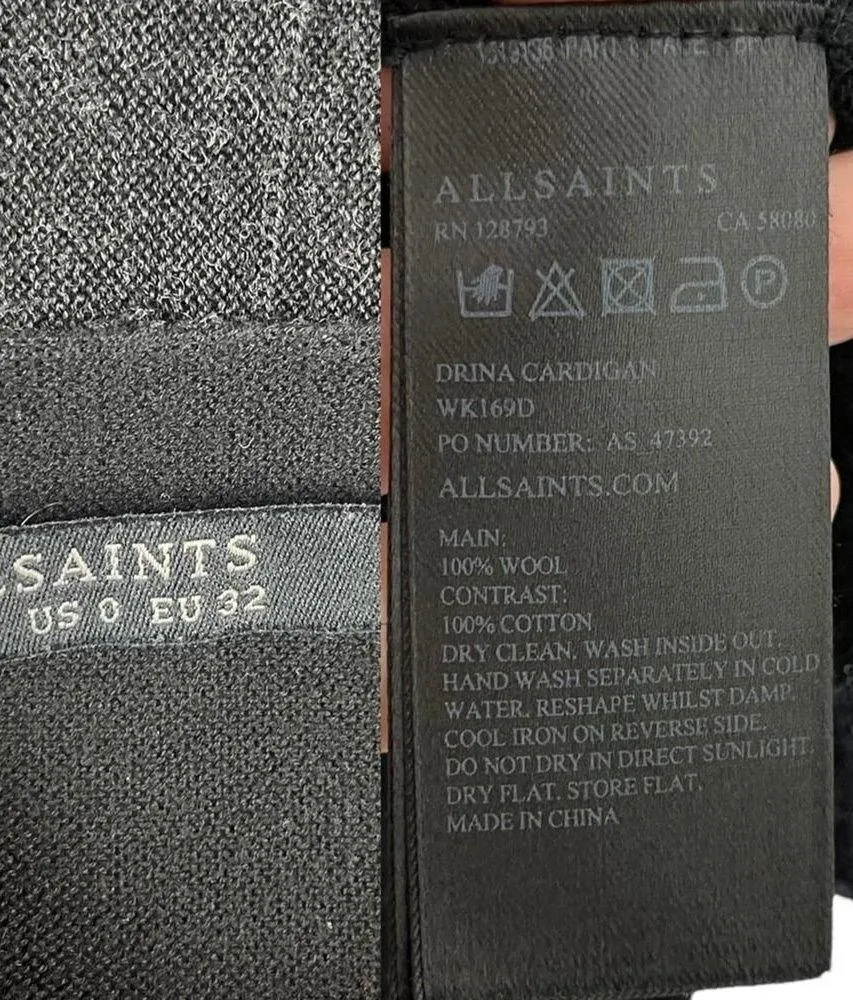 SAINTS
US 0 EU 32
ALLSAINTS
RN 128793 CA 58080
P
DRINA CARDIGAN
WK169D
PO NUMBER: AS_47392
ALLSAINTS.COM
MAIN:
100% WOOL
CONTRAST:
100% COTTON
DRY CLEAN, WASH INSIDE OUT.
HAND WASH SEPARATELY IN COLD
WATER. RESHAPE WHILST DAMP.
COOL IRON ON REVERSE SIDE.
DO NOT DRY IN DIRECT SUNLIGHT.
DRY FLAT. STORE FLAT.
MADE IN CHINA